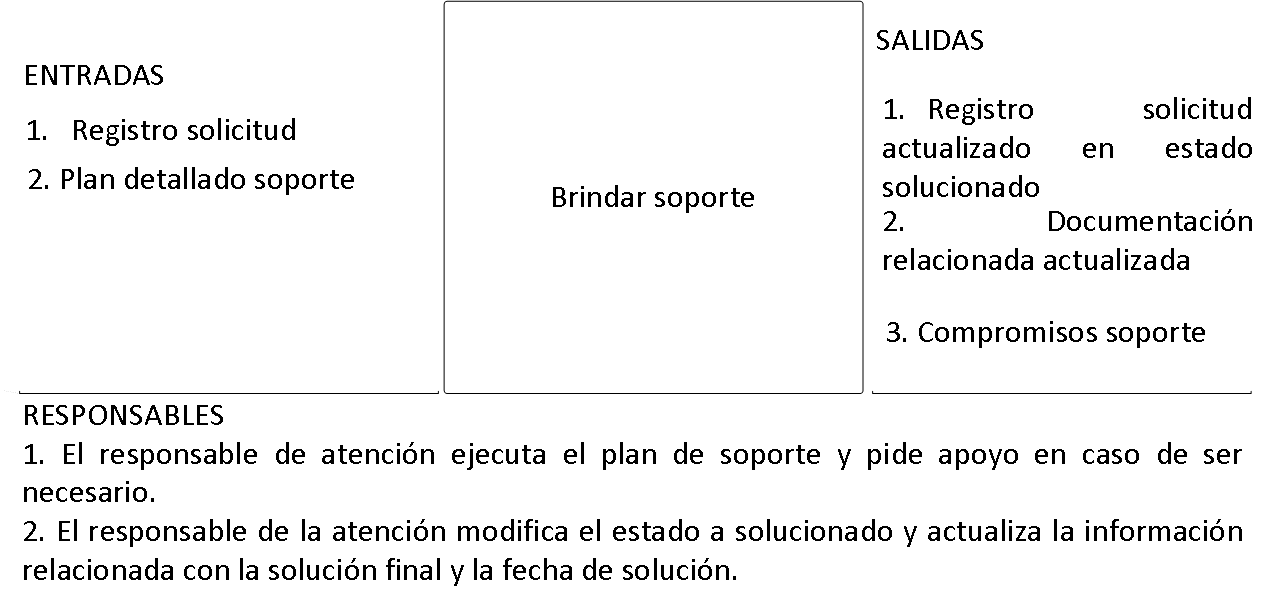 ENTRADAS
1. Registro solicitud
2. Plan detallado soporte
Brindar soporte
SALIDAS
1. Registro solicitud
actualizado en estado
solucionado
2. Documentación
relacionada actualizada
3. Compromisos soporte
RESPONSABLES
1. El responsable de atención ejecuta el plan de soporte y pide apoyo en caso de ser
necesario.
2. El responsable de la atención modifica el estado a solucionado y actualiza la información
relacionada con la solución final y la fecha de solución.